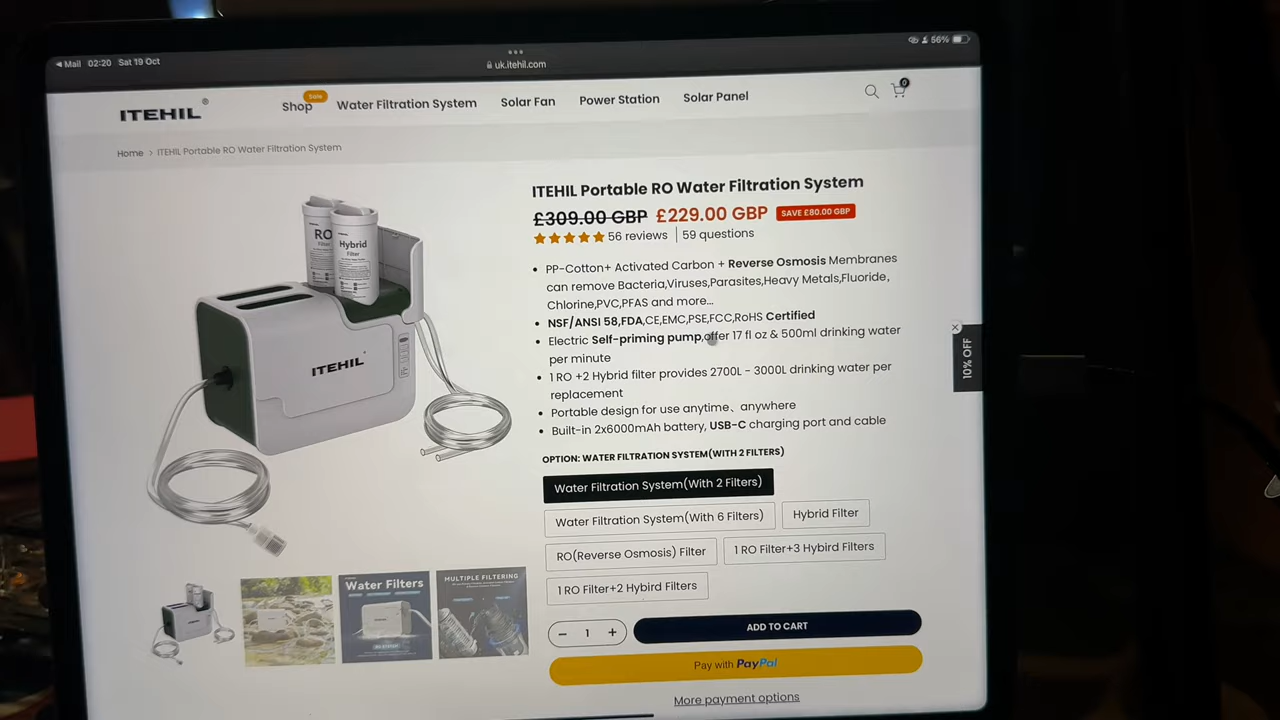 Mail 02:20 Sat 19 Oct
56%
uk.itehil.com
ITEHIL®
Shop
Sale
Water Filtration System
Solar Fan
Power Station
Solar Panel
0
Home > ITEHIL Portable RO Water Filtration System
ITEHIL Portable RO Water Filtration System
£309.00 GBP £229.00 GBP SAVE £80.00 GBP
56 reviews | 59 questions
• PP-Cotton+ Activated Carbon + Reverse Osmosis Membranes
can remove Bacteria,Viruses,Parasites,Heavy Metals,Fluoride,
Chlorine,PVC,PFAS and more...
• NSF/ANSI 58,FDA,CE,EMC,PSE,FCC,RoHS Certified
• Electric Self-priming pump,offer 17 fl oz & 500ml drinking water
per minute
• 1 RO +2 Hybrid filter provides 2700L - 3000L drinking water per
replacement
• Portable design for use anytime、anywhere
• Built-in 2x6000mAh battery, USB-C charging port and cable
OPTION: WATER FILTRATION SYSTEM(WITH 2 FILTERS)
Water Filtration System(With 2 Filters)
Water Filtration System(With 6 Filters)
Hybrid Filter
RO(Reverse Osmosis) Filter
1 RO Filter+3 Hybird Filters
1 RO Filter+2 Hybird Filters
− 1 +
ADD TO CART
Pay with PayPal
More payment options
10% OFF
RO
Filter
Hybrid
Filter
ITEHIL
Water Filters
MULTIPLE FILTERING